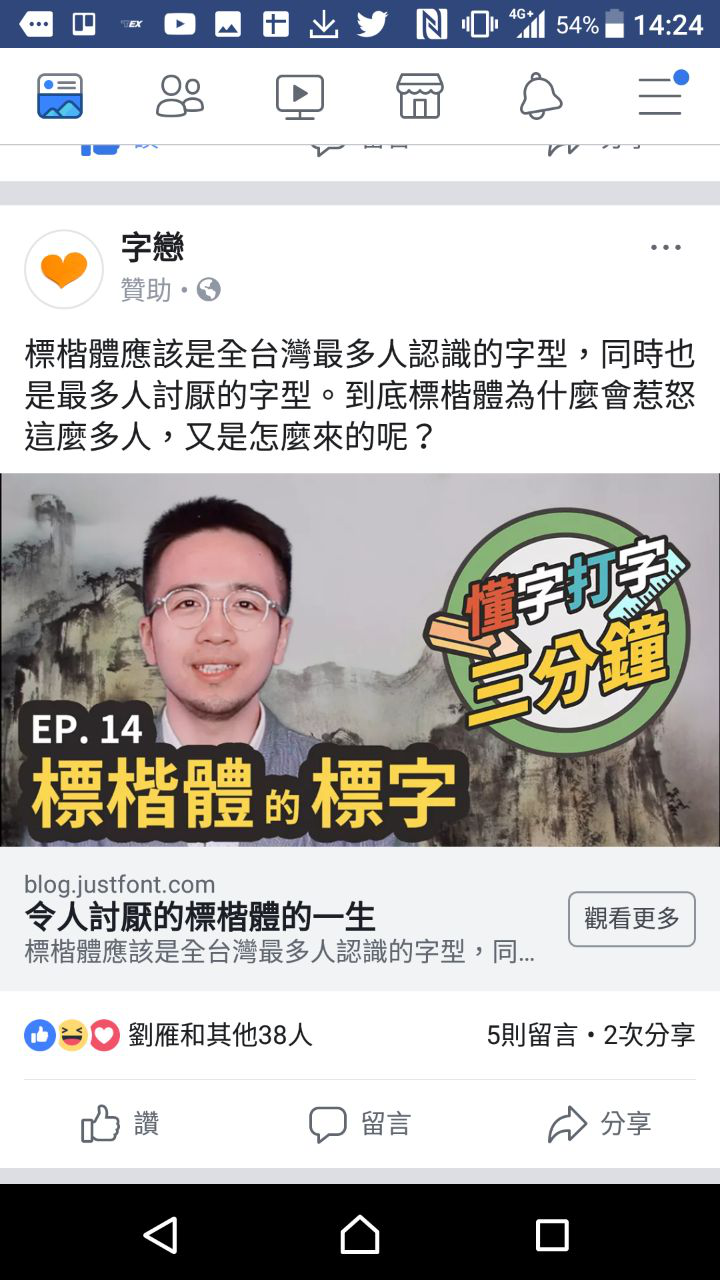 4G+ 54% 14:24
字戀
贊助
標楷體應該是全台灣最多人認識的字型，同時也
是最多人討厭的字型。到底標楷體為什麼會惹怒
這麼多人，又是怎麼來的呢？
懂字打字
三分鐘
EP. 14
標楷體的標字
blog.justfont.com
令人討厭的標楷體的一生
標楷體應該是全台灣最多人認識的字型，同...
觀看更多
劉雁和其他38人 5則留言・2次分享
讚 留言 分享